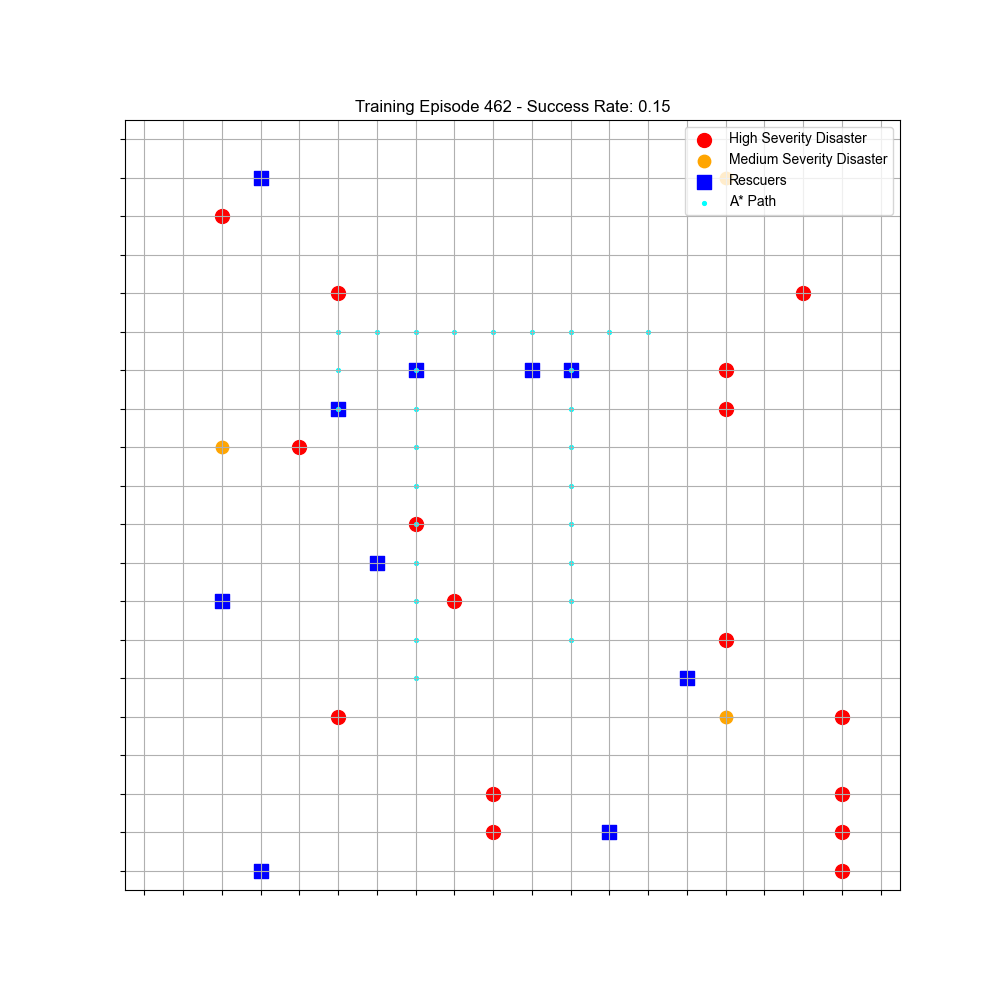 Training Episode 462 - Success Rate: 0.15
High Severity Disaster
Medium Severity Disaster
Rescuers
A* Path